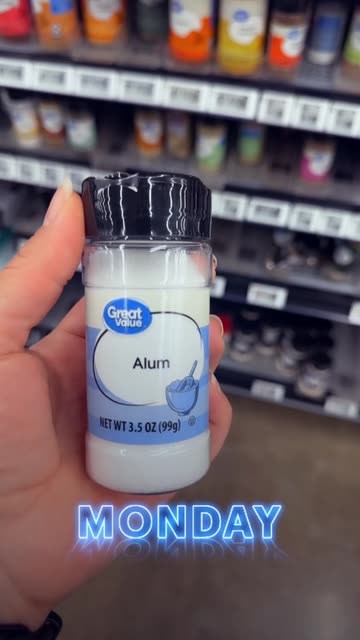 Great
Value
Alum
NET WT 3.5 OZ (99g)
MONDAY